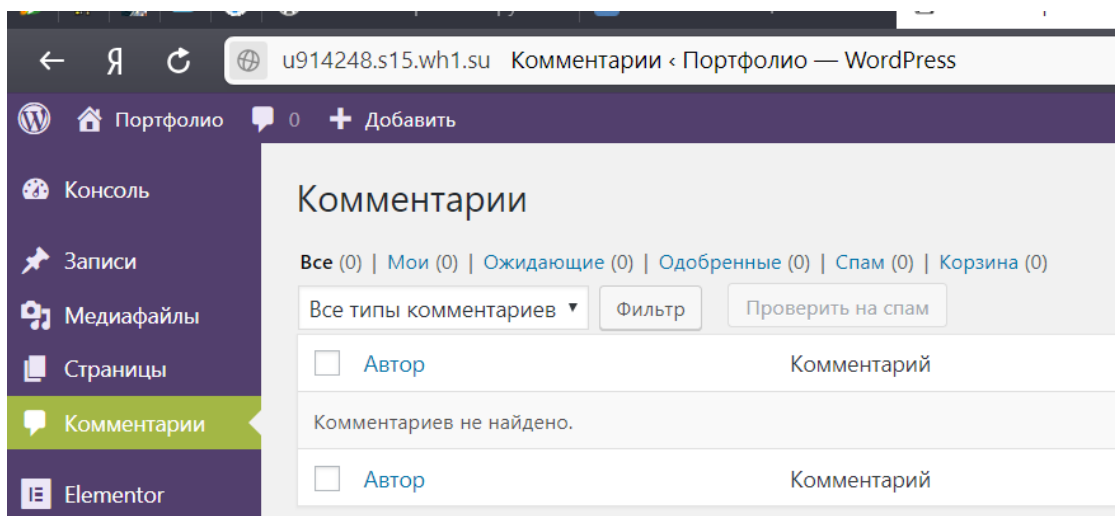 Я u914248.s15.wh1.su Комментарии ‹ Портфолио — WordPress
Портфолио 0 Добавить
Консоль
Записи
Медиафайлы
Страницы
Комментарии
Elementor
Комментарии
Все (0) | Мои (0) | Ожидающие (0) | Одобренные (0) | Спам (0) | Корзина (0)
Все типы комментариев Фильтр Проверить на спам
Автор Комментарий
Комментариев не найдено.
Автор Комментарий